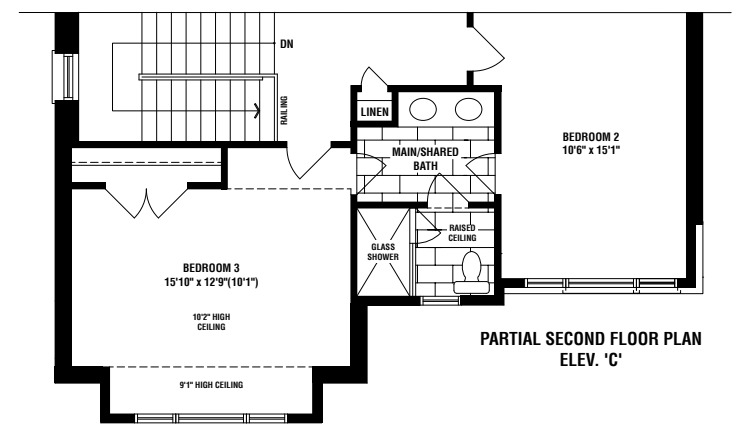 DN
RAILING
LINEN
MAIN/SHARED
BATH
BEDROOM 2
10'6" x 15'1"
RAISED
CEILING
GLASS
SHOWER
BEDROOM 3
15'10" x 12'9"(10'1")
10'2" HIGH
CEILING
9'1" HIGH CEILING
PARTIAL SECOND FLOOR PLAN
ELEV. 'C'